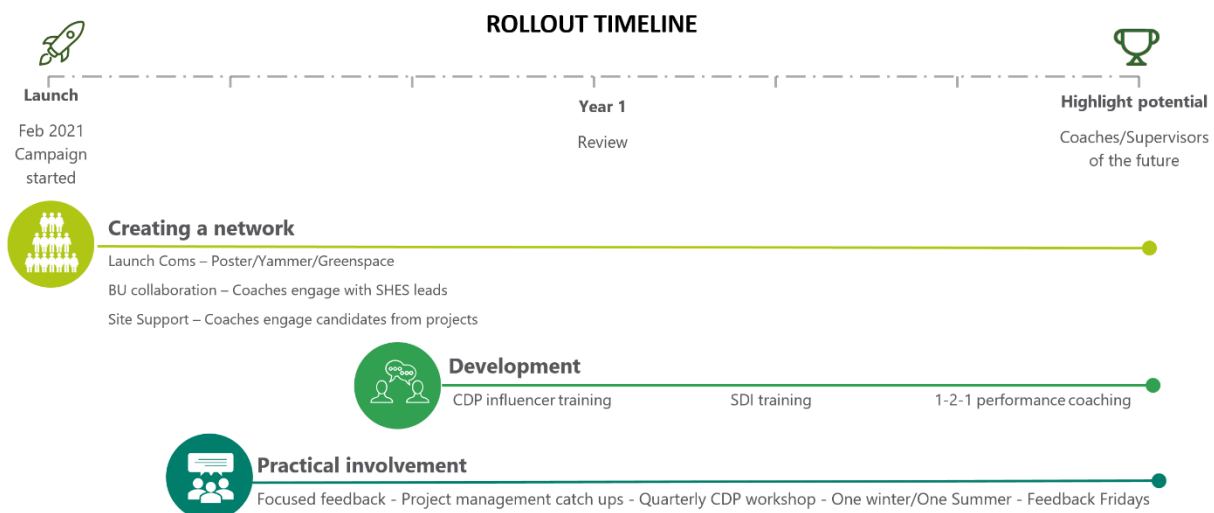 ROLLOUT TIMELINE
Launch
Feb 2021
Campaign
started
Year 1
Review
Highlight potential
Coaches/Supervisors
of the future
Creating a network
Launch Coms – Poster/Yammer/Greenspace
BU collaboration – Coaches engage with SHES leads
Site Support – Coaches engage candidates from projects
Development
CDP influencer training
SDI training
1-2-1 performance coaching
Practical involvement
Focused feedback - Project management catch ups - Quarterly CDP workshop - One winter/One Summer - Feedback Fridays